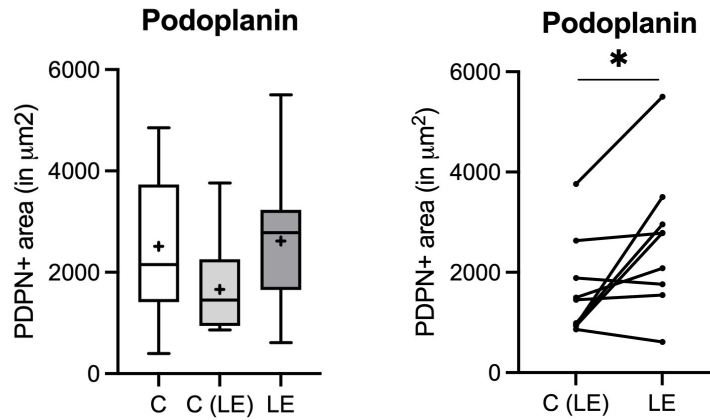 Podoplanin
PDPN+ area (in μm2)
6000
4000
2000
0
C
C (LE)
LE
Podoplanin
*
PDPN+ area (in μm²)
6000
4000
2000
0
C (LE)
LE